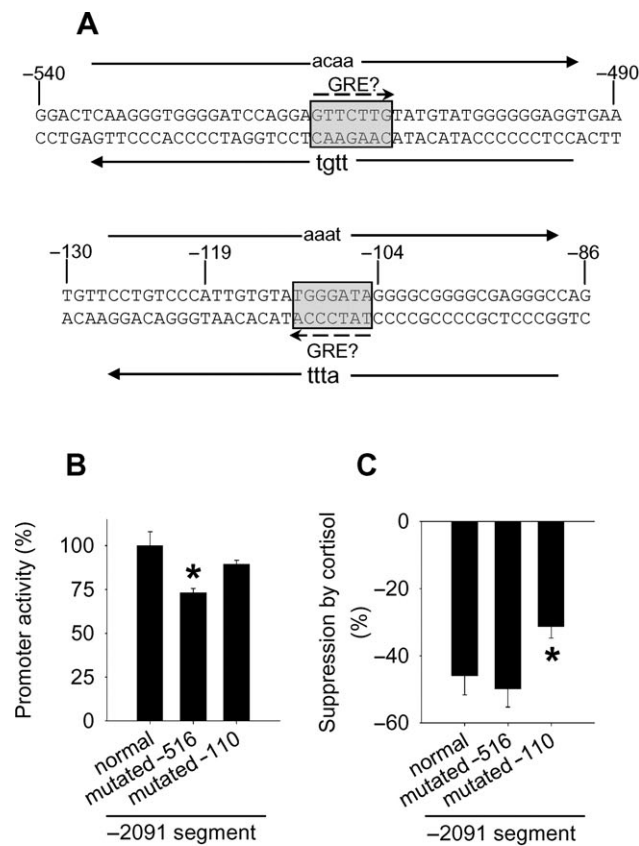 A
acaa
–540 GRE? –490
GGACTCAAGGGTGGGGATCCAGGAGTTCTTGTATGTATGGGGGGAGGTGAA
CCTGAGTTCCCACCCCTAGGTCCTCAAGAACATACATACCCCCCTCCACTT
tgtt
aaat
–130 –119 –104 –86
TGTTCCTGTCCCATTGTGTATGGGATAGGGGCGGGGCGAGGGCCAG
ACAAGGACAGGGTAACACATACCCTATCCCCGCCCCGCTCCCGGTC
GRE?
ttta
B
Promoter activity (%)
100
75
50
25
0
*
normal
mutated–516
mutated–110
–2091 segment
C
Suppression by cortisol
(%)
0
–20
–40
–60
*
normal
mutated–516
mutated–110
–2091 segment